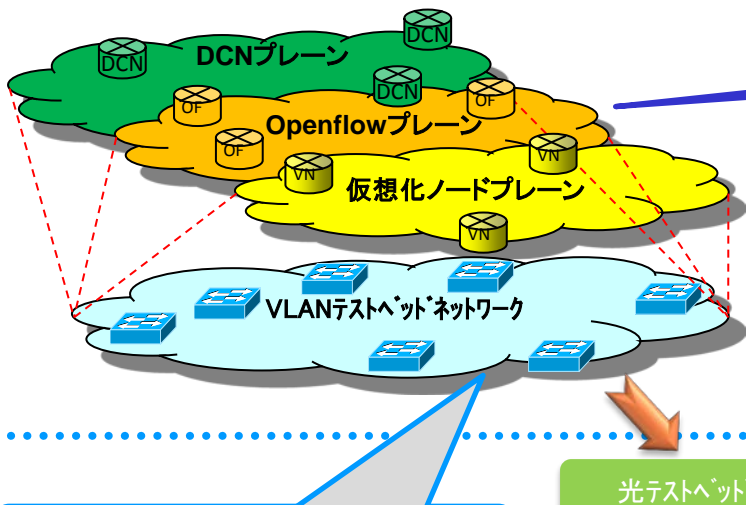 DCN
DCN
DCNプレーン
DCN
OF
OF
Openflowプレーン
OF
VN
VN
仮想化ノードプレーン
VN
VLANテストベッドネットワーク
光テストベッド